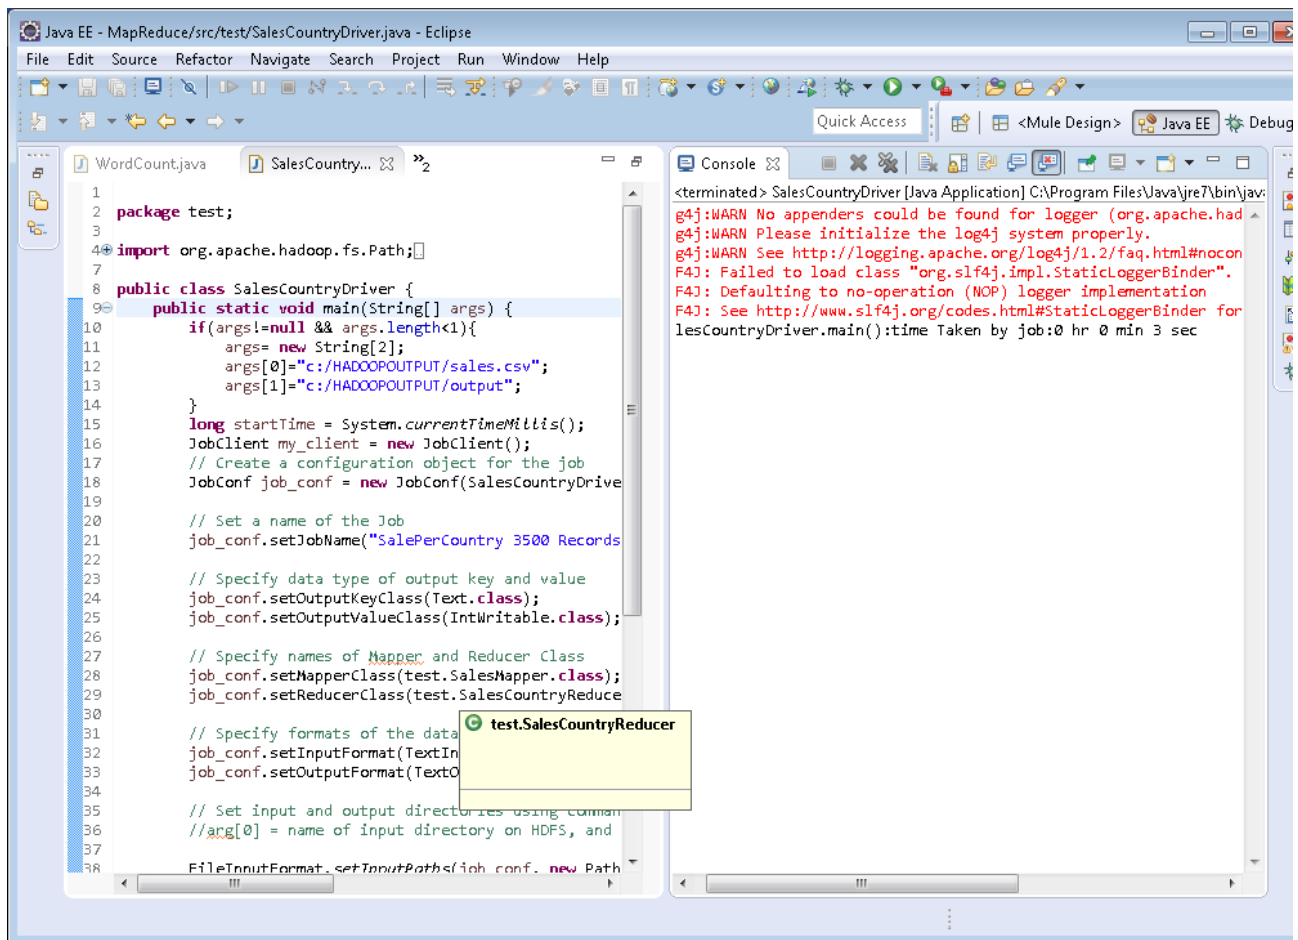 Java EE - MapReduce/src/test/SalesCountryDriver.java - Eclipse
File Edit Source Refactor Navigate Search Project Run Window Help
Quick Access <Mule Design> Java EE Debug
WordCount.java SalesCountry... »2
1
2 package test;
3
4 import org.apache.hadoop.fs.Path;
7
8 public class SalesCountryDriver {
9 public static void main(String[] args) {
10 if(args!=null && args.length<1){
11 args= new String[2];
12 args[0]="c:/HADOOPOUTPUT/sales.csv";
13 args[1]="c:/HADOOPOUTPUT/output";
14 }
15 long startTime = System.currentTimeMillis();
16 JobClient my_client = new JobClient();
17 // Create a configuration object for the job
18 JobConf job_conf = new JobConf(SalesCountryDrive
19
20 // Set a name of the Job
21 job_conf.setJobName("SalePerCountry 3500 Records
22
23 // Specify data type of output key and value
24 job_conf.setOutputKeyClass(Text.class);
25 job_conf.setOutputValueClass(IntWritable.class);
26
27 // Specify names of Mapper and Reducer Class
28 job_conf.setMapperClass(test.SalesMapper.class);
29 job_conf.setReducerClass(test.SalesCountryReduce
30
31 // Specify formats of the data
32 job_conf.setInputFormat(TextIn
33 job_conf.setOutputFormat(TextO
34
35 // Set input and output directories using comman
36 //arg[0] = name of input directory on HDFS, and
37
38 FileInputFormat.setInputPaths(job_conf, new Path
test.SalesCountryReducer
Console
<terminated> SalesCountryDriver [Java Application] C:\Program Files\Java\jre7\bin\java
g4j:WARN No appenders could be found for logger (org.apache.had
g4j:WARN Please initialize the log4j system properly.
g4j:WARN See http://logging.apache.org/log4j/1.2/faq.html#nocon
F4J: Failed to load class "org.slf4j.impl.StaticLoggerBinder".
F4J: Defaulting to no-operation (NOP) logger implementation
F4J: See http://www.slf4j.org/codes.html#StaticLoggerBinder for
lesCountryDriver.main():time Taken by job:0 hr 0 min 3 sec